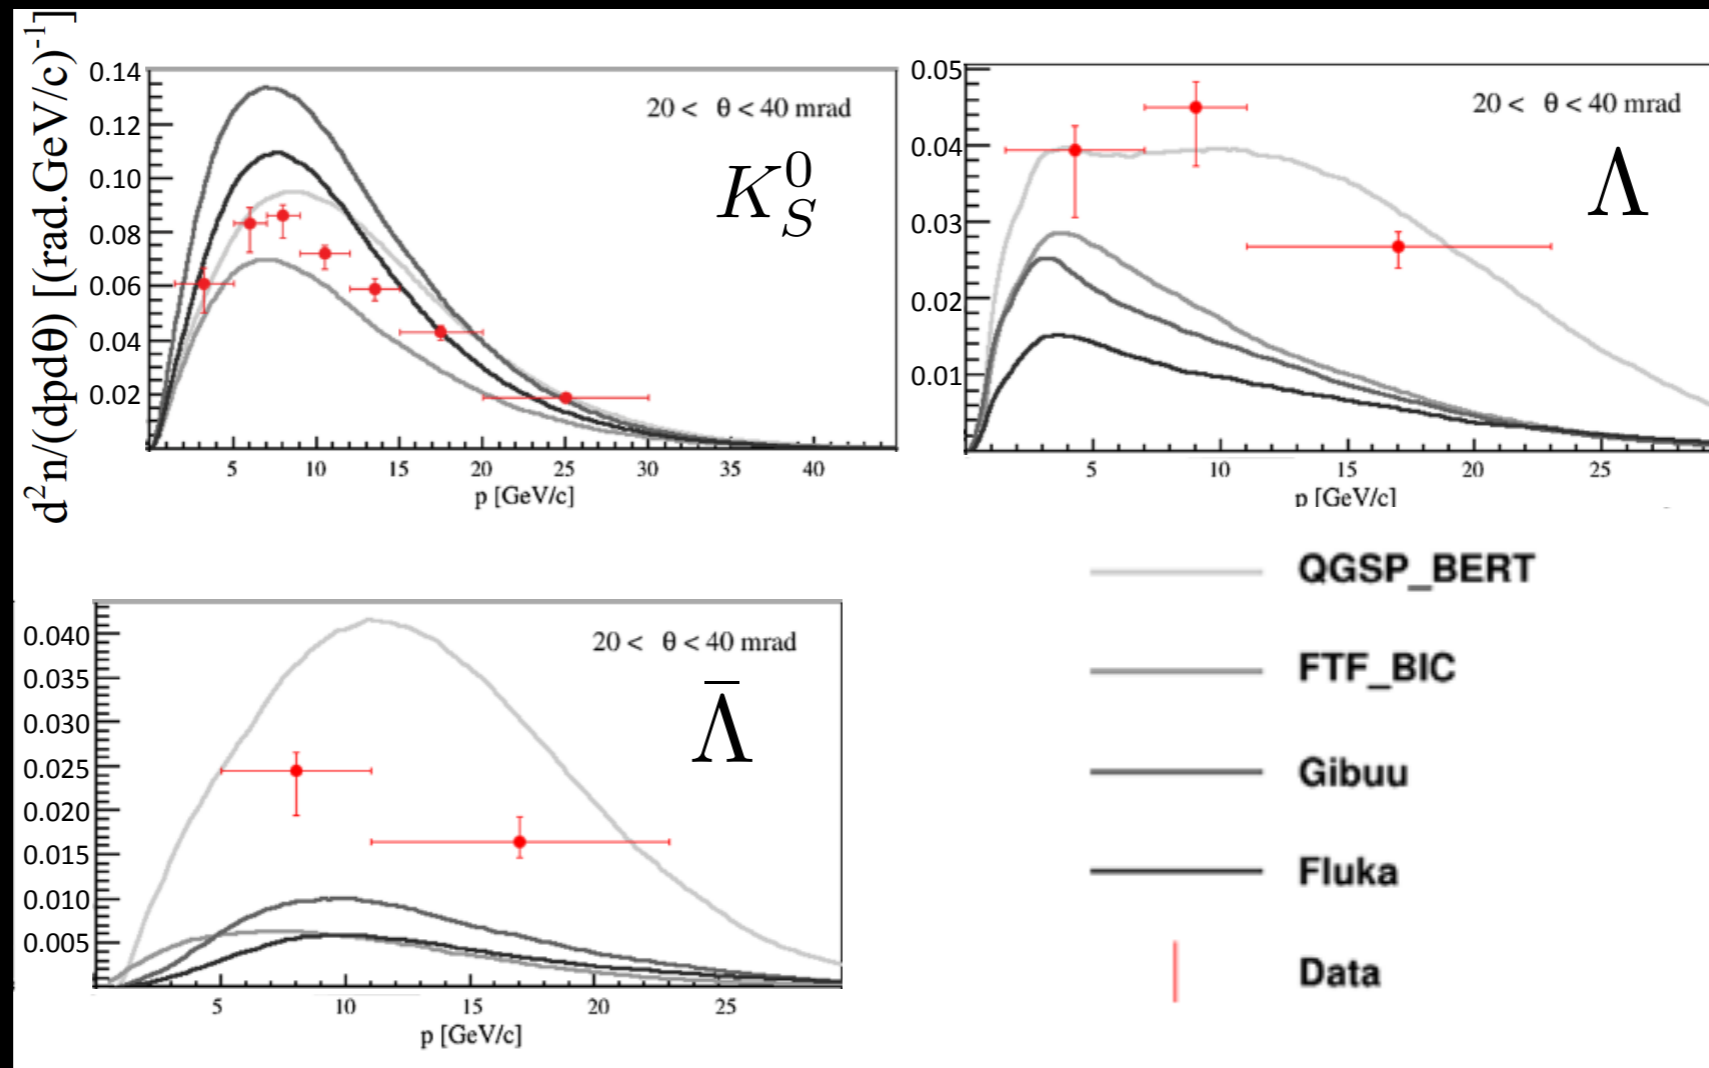 d²n/(dpdθ) [(rad.GeV/c)⁻¹]
0.14
0.12
0.10
0.08
0.06
0.04
0.02
20 < θ < 40 mrad
K⁰_S
5 10 15 20 25 30 35 40
p [GeV/c]
0.05
0.04
0.03
0.02
0.01
20 < θ < 40 mrad
Λ
5 10 15 20 25
p [GeV/c]
0.040
0.035
0.030
0.025
0.020
0.015
0.010
0.005
20 < θ < 40 mrad
Λ̅
5 10 15 20 25
p [GeV/c]
QGSP_BERT
FTF_BIC
Gibuu
Fluka
Data